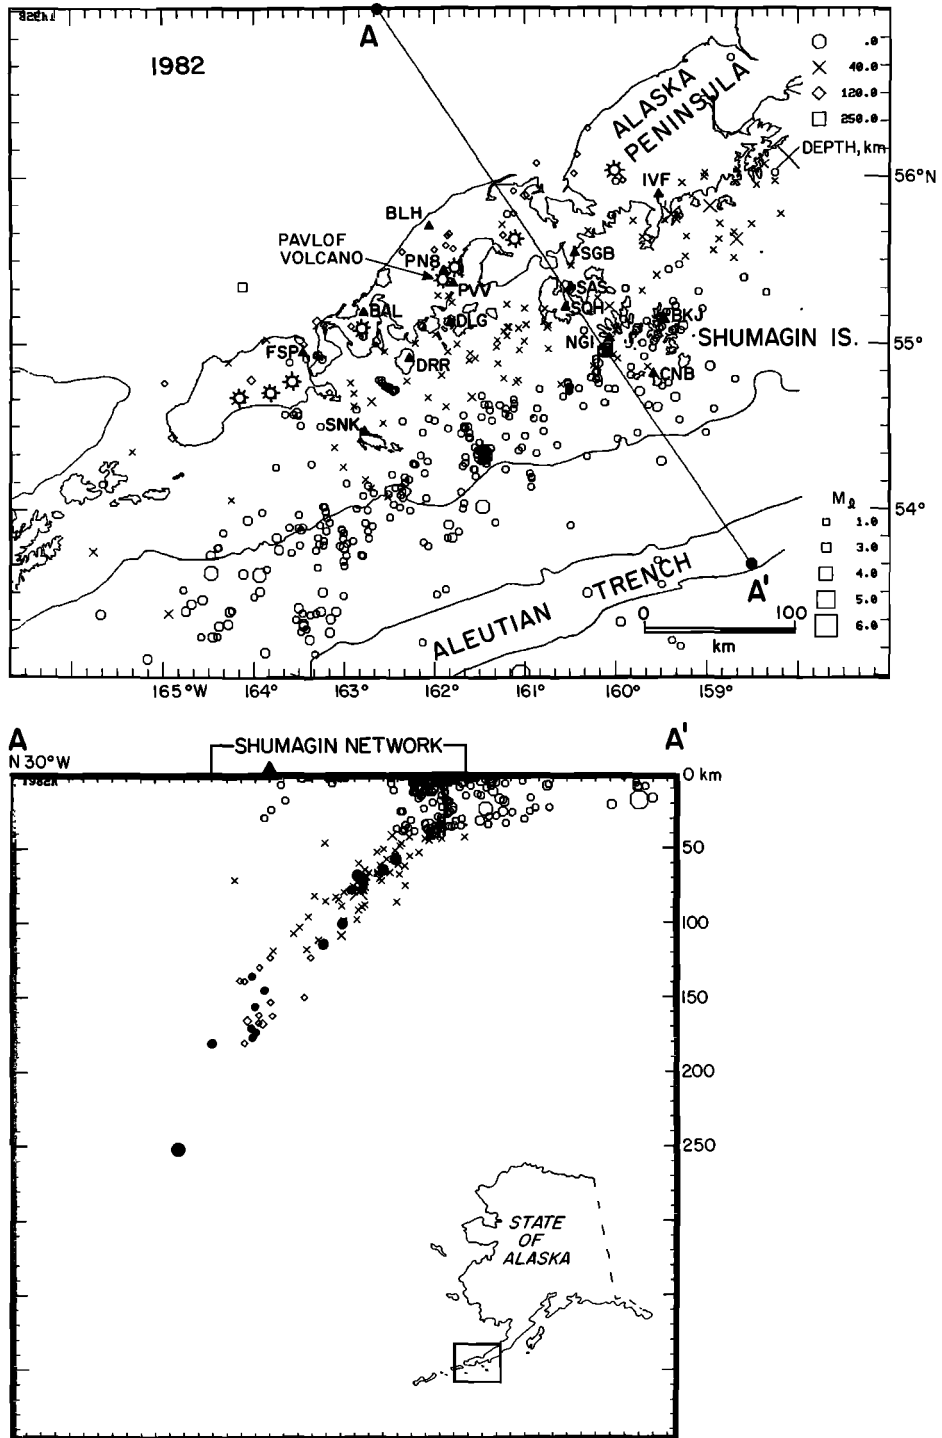 A
1982
.0
40.0
120.0
250.0
DEPTH, km
ALASKA
PENINSULA
56°N
IVF
BLH
PAVLOF
VOLCANO
PN8
SGB
PVV
SAS
SQH
BAL
DLG
BKJ
NGI
SHUMAGIN IS.
55°
FSP
DRR
CNB
SNK
54°
Mℓ
1.0
3.0
4.0
5.0
6.0
A'
ALEUTIAN TRENCH
0 100
km
165°W 164° 163° 162° 161° 160° 159°
A SHUMAGIN NETWORK A'
N 30°W
0 km
50
100
150
200
250
STATE
OF
ALASKA